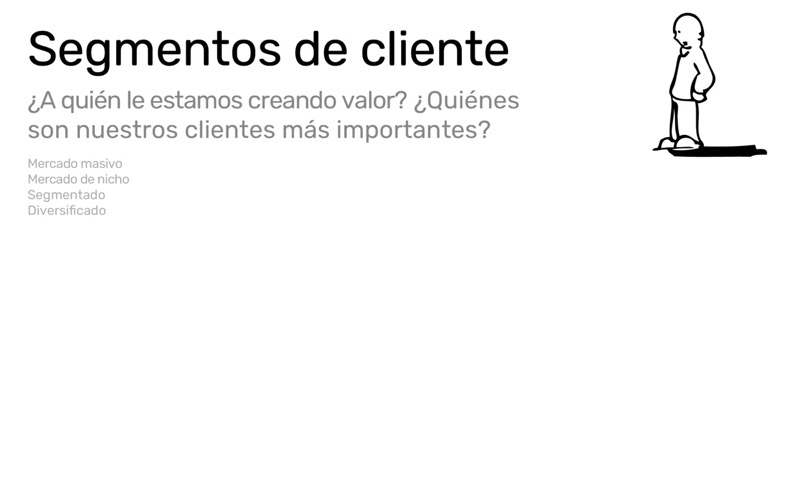 Segmentos de cliente
¿A quién le estamos creando valor? ¿Quiénes
son nuestros clientes más importantes?
Mercado masivo
Mercado de nicho
Segmentado
Diversificado